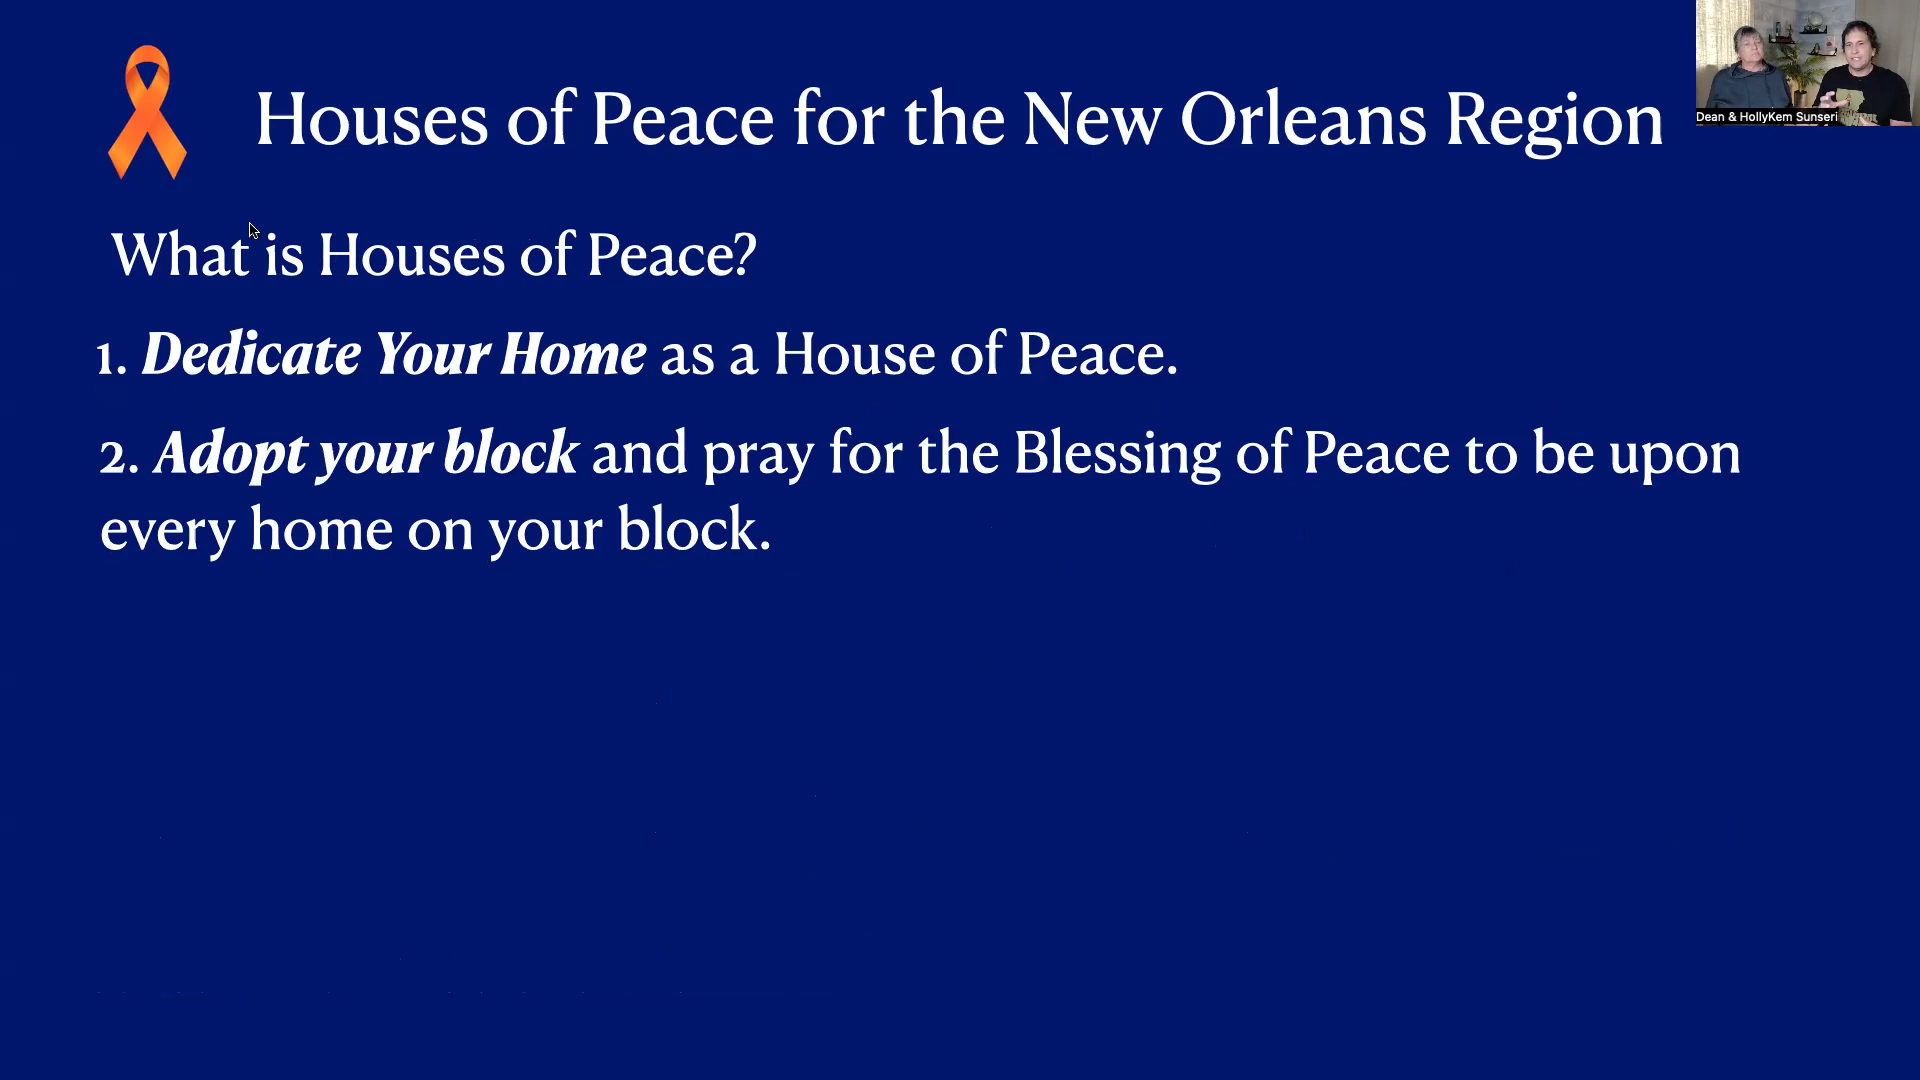 Houses of Peace for the New Orleans Region
Dean & HollyKem Sunseri
What is Houses of Peace?
1. Dedicate Your Home as a House of Peace.
2. Adopt your block and pray for the Blessing of Peace to be upon
every home on your block.